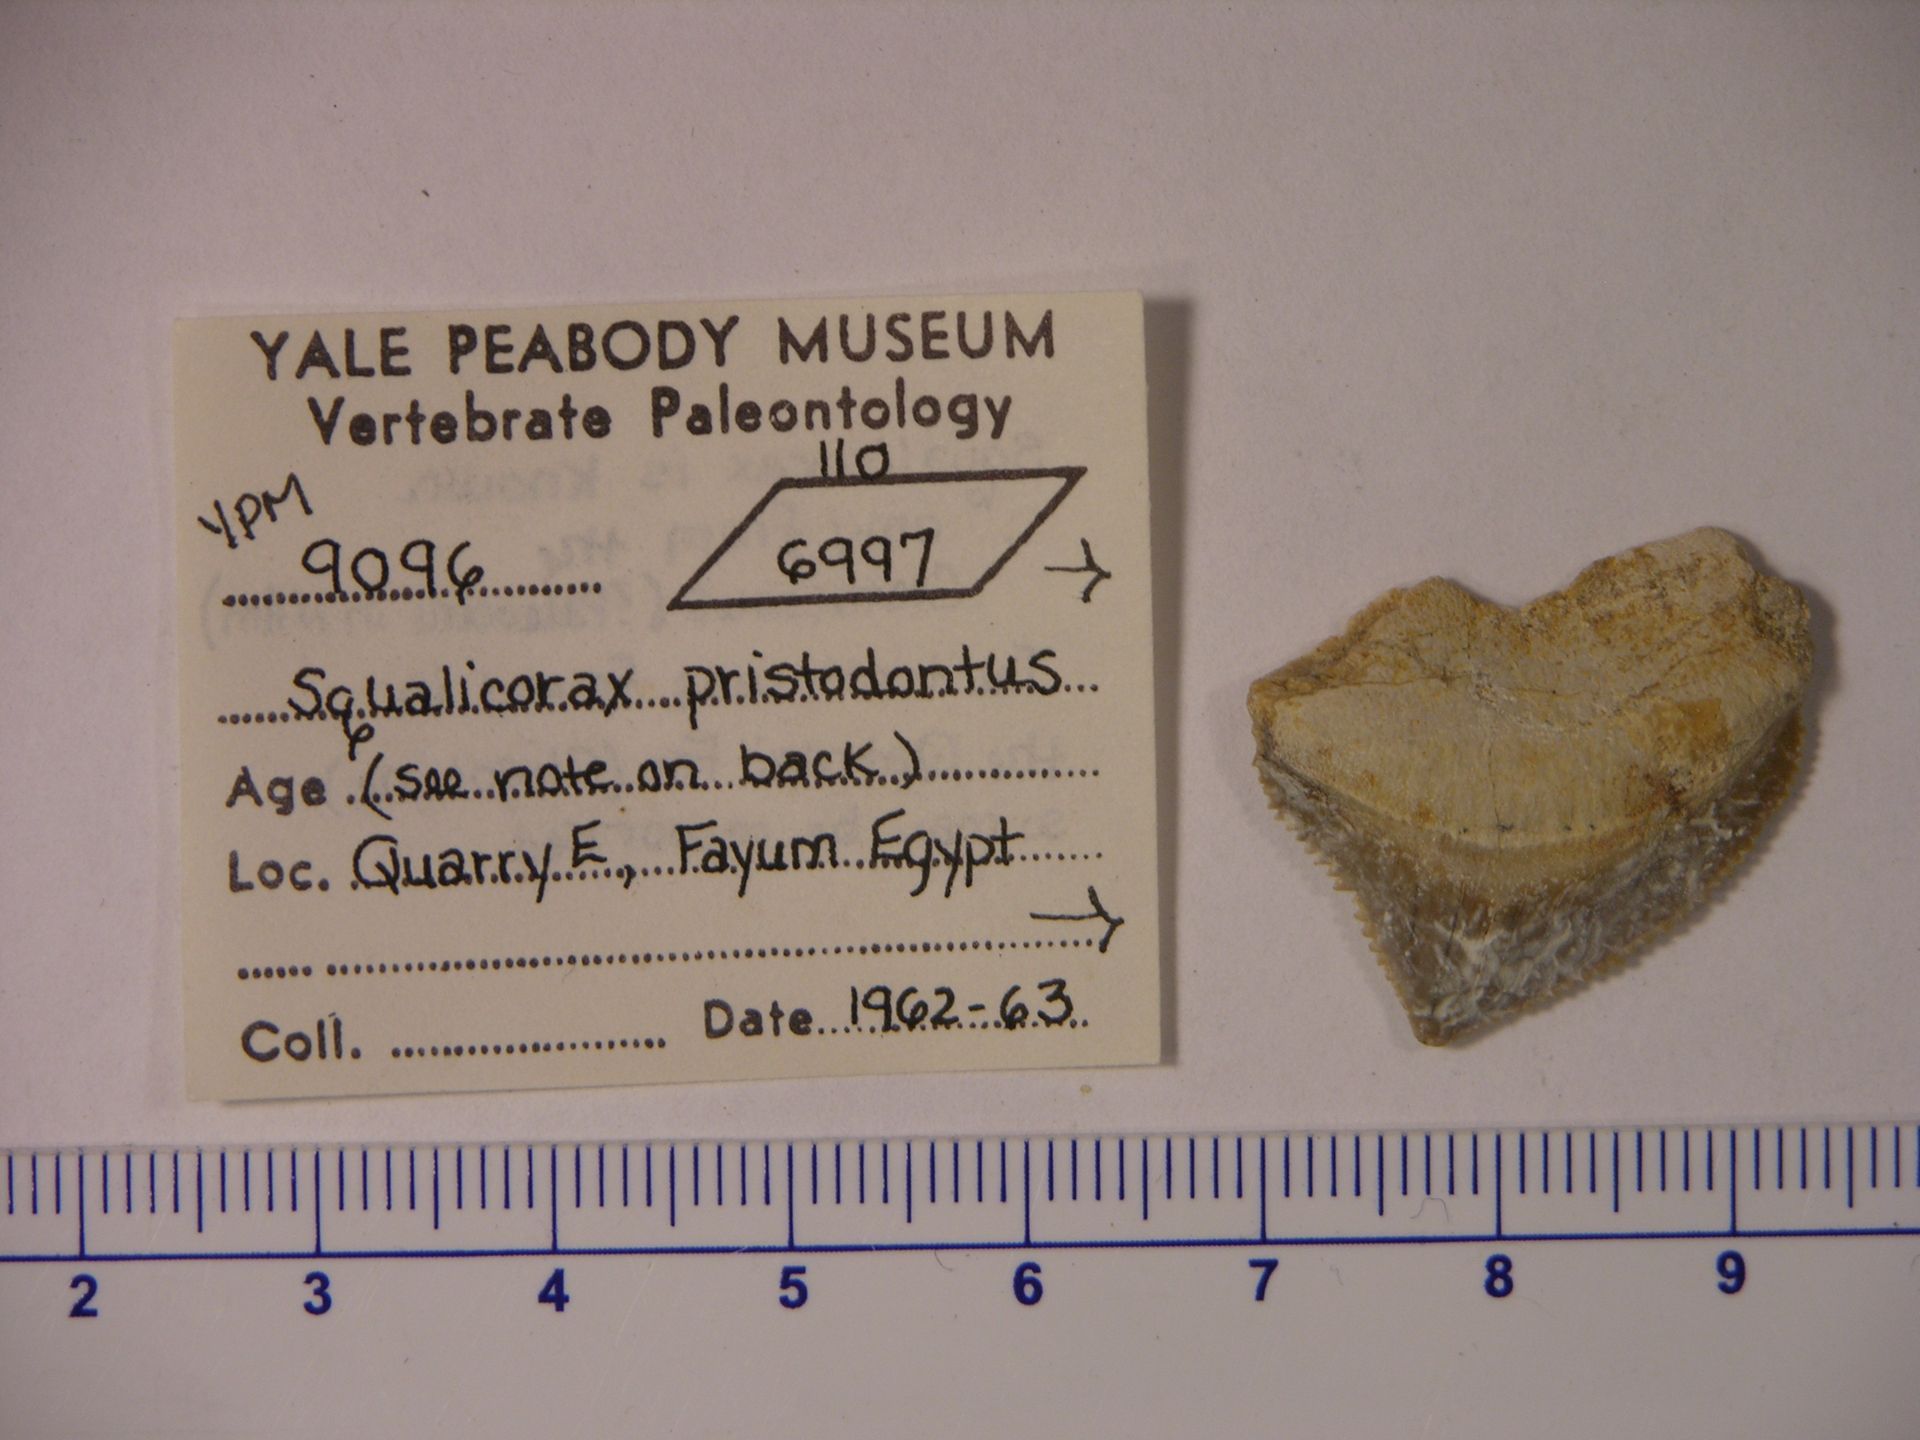 YALE PEABODY MUSEUM
Vertebrate Paleontology
110
YPM
9096 6997 →
Squalicorax pristodontus
Age (see note on back)
Loc. Quarry E, Fayum Egypt
→
Coll. Date 1962-63
2 3 4 5 6 7 8 9